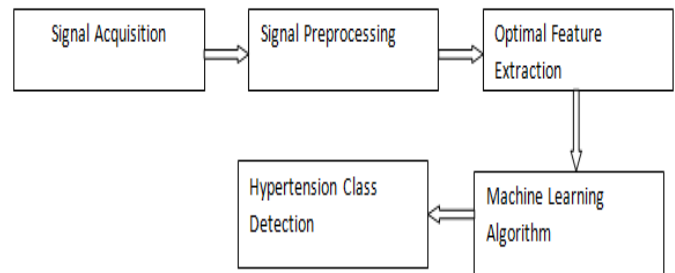 Signal Acquisition
Signal Preprocessing
Optimal Feature
Extraction
Machine Learning
Algorithm
Hypertension Class
Detection